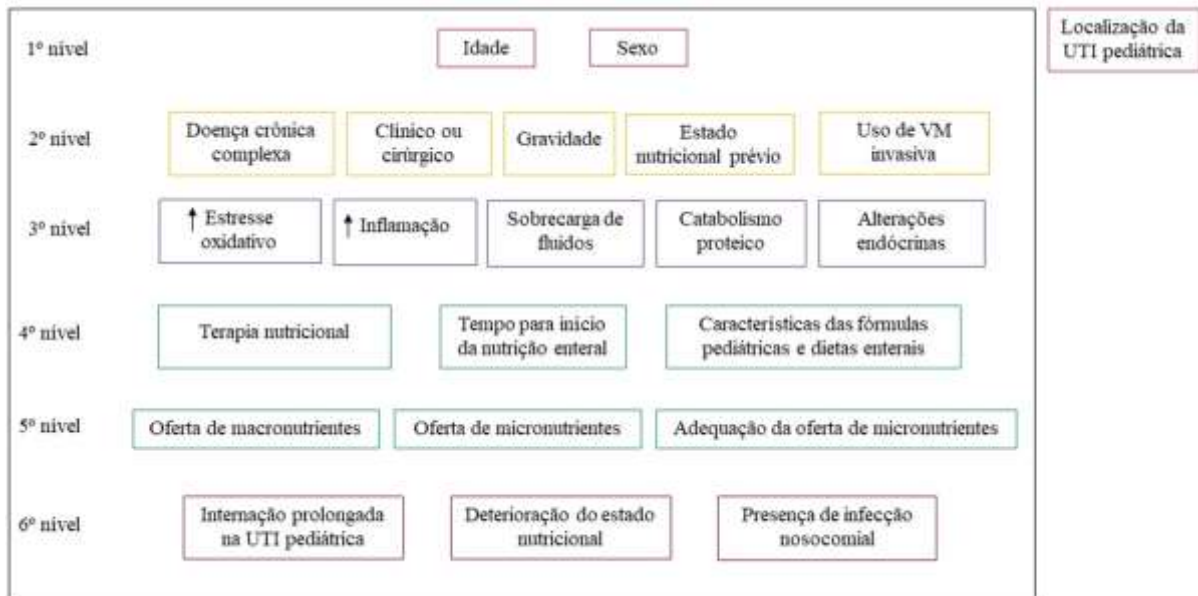 1º nível
Idade
Sexo
Localização da
UTI pediátrica
2º nível
Doença crônica
complexa
Clínico ou
cirúrgico
Gravidade
Estado
nutricional prévio
Uso de VM
invasiva
3º nível
↑ Estresse
oxidativo
↑ Inflamação
Sobrecarga de
fluidos
Catabolismo
proteico
Alterações
endócrinas
4º nível
Terapia nutricional
Tempo para início
da nutrição enteral
Características das fórmulas
pediátricas e dietas enterais
5º nível
Oferta de macronutrientes
Oferta de micronutrientes
Adequação da oferta de micronutrientes
6º nível
Internação prolongada
na UTI pediátrica
Deterioração do estado
nutricional
Presença de infecção
nosocomial